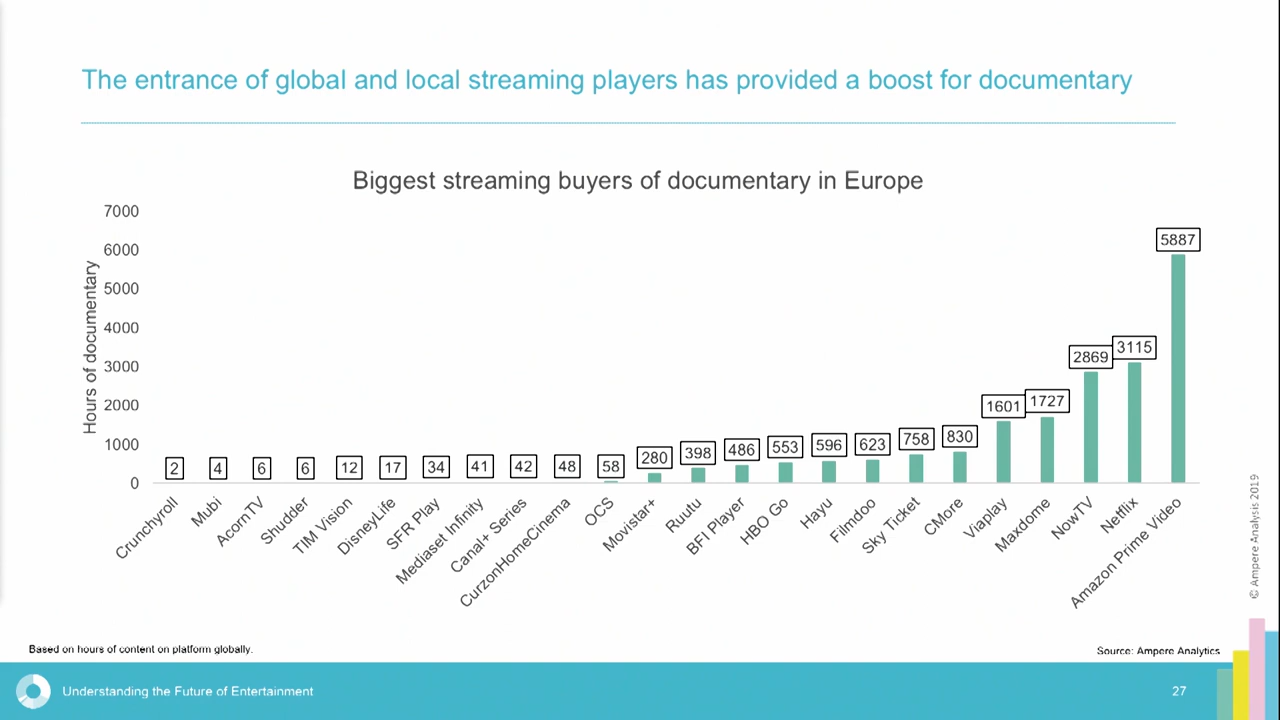 The entrance of global and local streaming players has provided a boost for documentary
Biggest streaming buyers of documentary in Europe
Hours of documentary
7000
6000
5000
4000
3000
2000
1000
0
2
4
6
6
12
17
34
41
42
48
58
280
398
486
553
596
623
758
830
1601
1727
2869
3115
5887
Crunchyroll
Mubi
AcornTV
Shudder
TIM Vision
DisneyLife
SFR Play
Mediaset Infinity
Canal+ Series
CurzonHomeCinema
OCS
Movistar+
Ruutu
BFI Player
HBO Go
Hayu
Filmdoo
Sky Ticket
CMore
Viaplay
Maxdome
NowTV
Netflix
Amazon Prime Video
© Ampere Analysis 2019
Based on hours of content on platform globally.
Source: Ampere Analytics
Understanding the Future of Entertainment
27